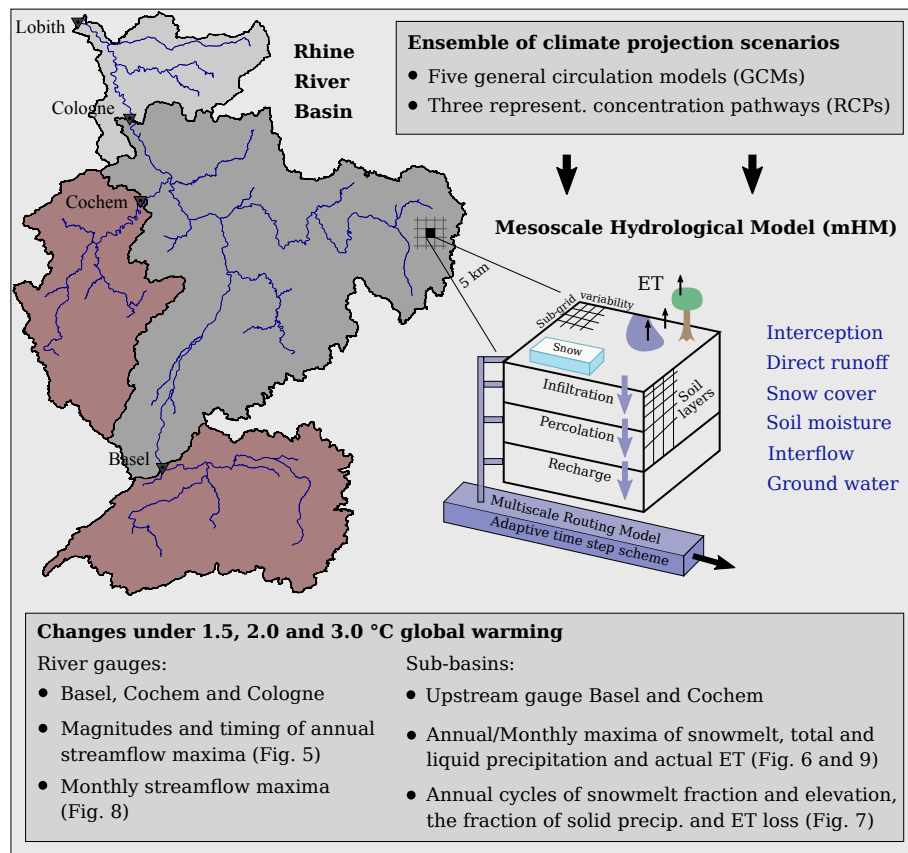 Lobith
Rhine
River
Basin
Cologne
Cochem
Basel
Ensemble of climate projection scenarios
• Five general circulation models (GCMs)
• Three represent. concentration pathways (RCPs)
Mesoscale Hydrological Model (mHM)
5 km
Sub-grid variability
ET
Snow
Infiltration
Percolation
Recharge
Soil
layers
Multiscale Routing Model
Adaptive time step scheme
Interception
Direct runoff
Snow cover
Soil moisture
Interflow
Ground water
Changes under 1.5, 2.0 and 3.0 °C global warming
River gauges:
• Basel, Cochem and Cologne
• Magnitudes and timing of annual
streamflow maxima (Fig. 5)
• Monthly streamflow maxima
(Fig. 8)
Sub-basins:
• Upstream gauge Basel and Cochem
• Annual/Monthly maxima of snowmelt, total and
liquid precipitation and actual ET (Fig. 6 and 9)
• Annual cycles of snowmelt fraction and elevation,
the fraction of solid precip. and ET loss (Fig. 7)